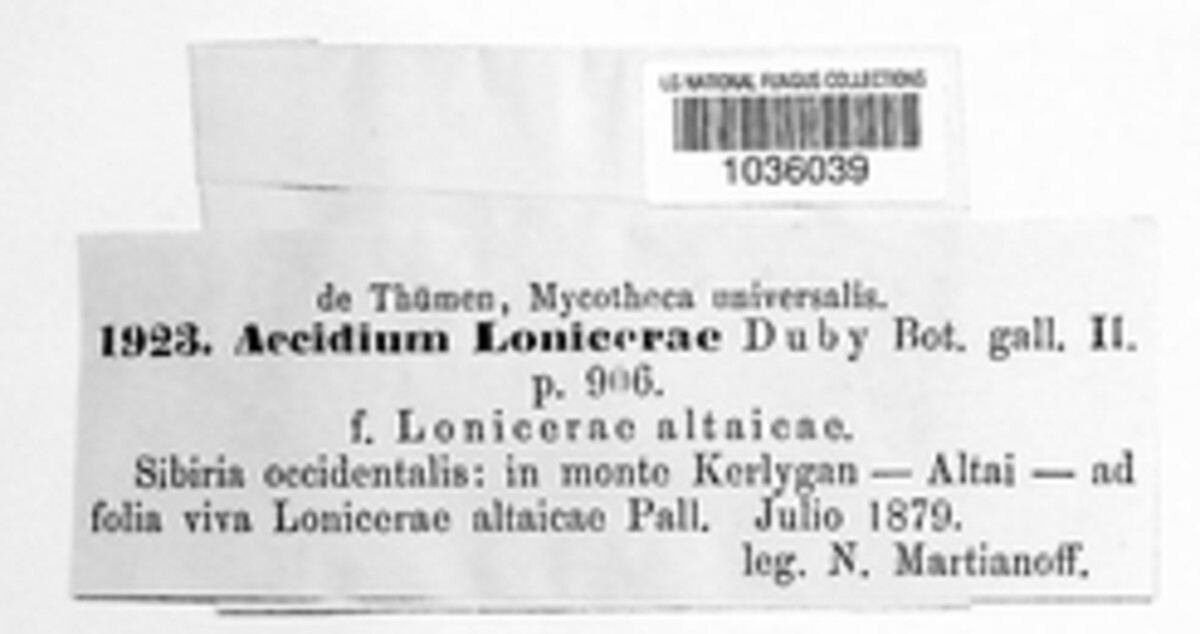 U.S. NATIONAL FUNGUS COLLECTIONS
1036039
de Thümen, Mycotheca universalis.
1923. Aecidium Lonicerae Duby Bot. gall. II.
p. 906.
f. Lonicerae altaicae.
Sibiria occidentalis: in monte Kerlygan — Altai — ad
folia viva Lonicerae altaicae Pall. Julio 1879.
leg. N. Martianoff.